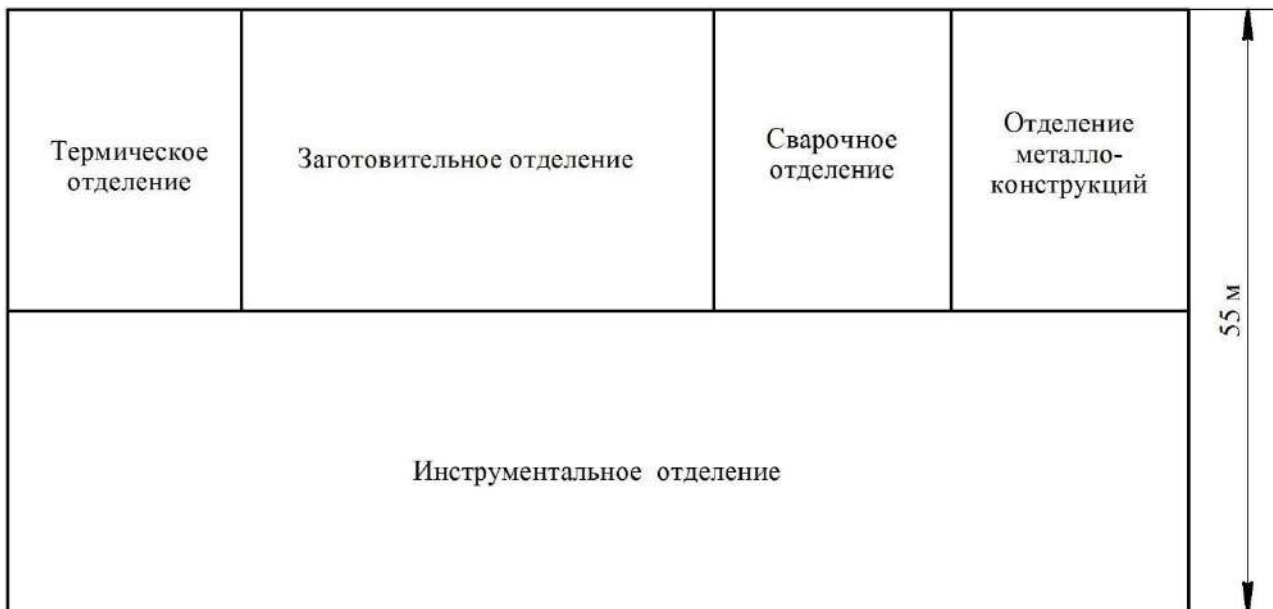 Термическое
отделение
Заготовительное отделение
Сварочное
отделение
Отделение
металло-
конструкций
55 м
Инструментальное отделение